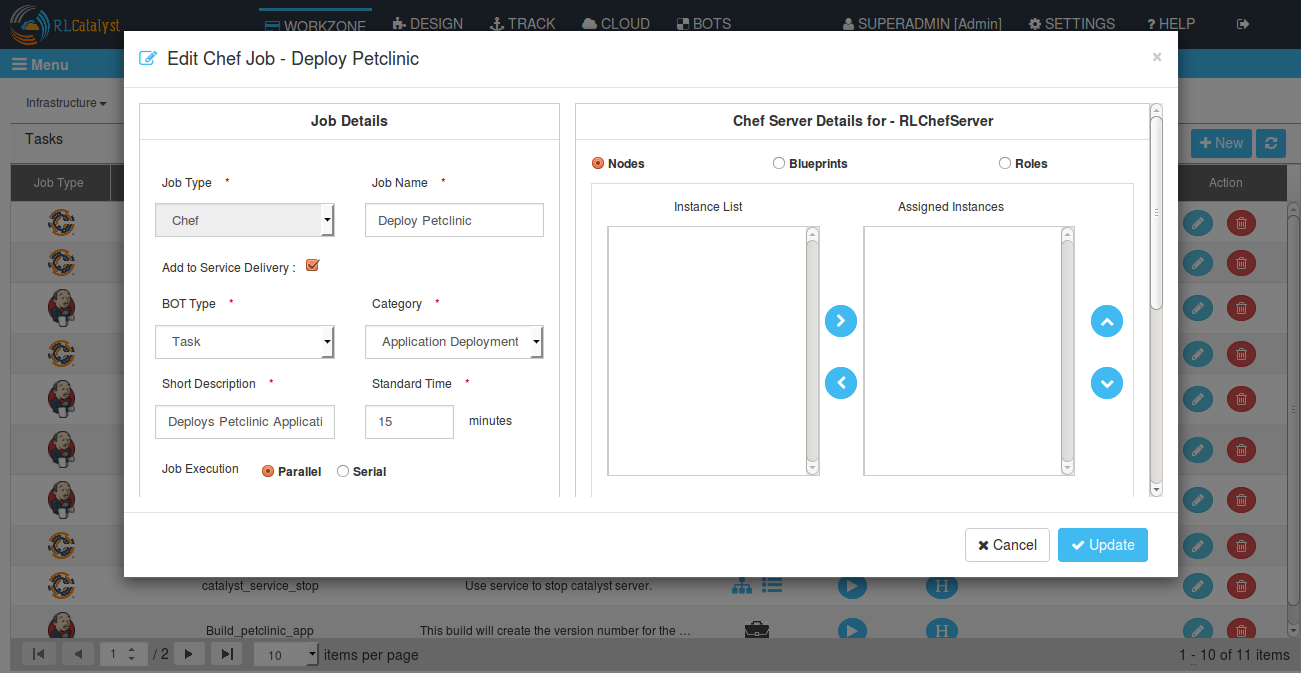 RLCatalyst
WORKZONE
DESIGN
TRACK
CLOUD
BOTS
SUPERADMIN [Admin]
SETTINGS
? HELP
Menu
Edit Chef Job - Deploy Petclinic
×
Infrastructure
Tasks
New
Job Type
Action
Job Details
Job Type *
Job Name *
Chef
Deploy Petclinic
Add to Service Delivery :
BOT Type *
Category *
Task
Application Deployment
Short Description *
Standard Time *
Deploys Petclinic Applicati
15
minutes
Job Execution
Parallel
Serial
Chef Server Details for - RLChefServer
Nodes
Blueprints
Roles
Instance List
Assigned Instances
Cancel
Update
catalyst_service_stop
Use service to stop catalyst server.
H
Build_petclinic_app
This build will create the version number for the ...
H
1
/ 2
10
items per page
1 - 10 of 11 items